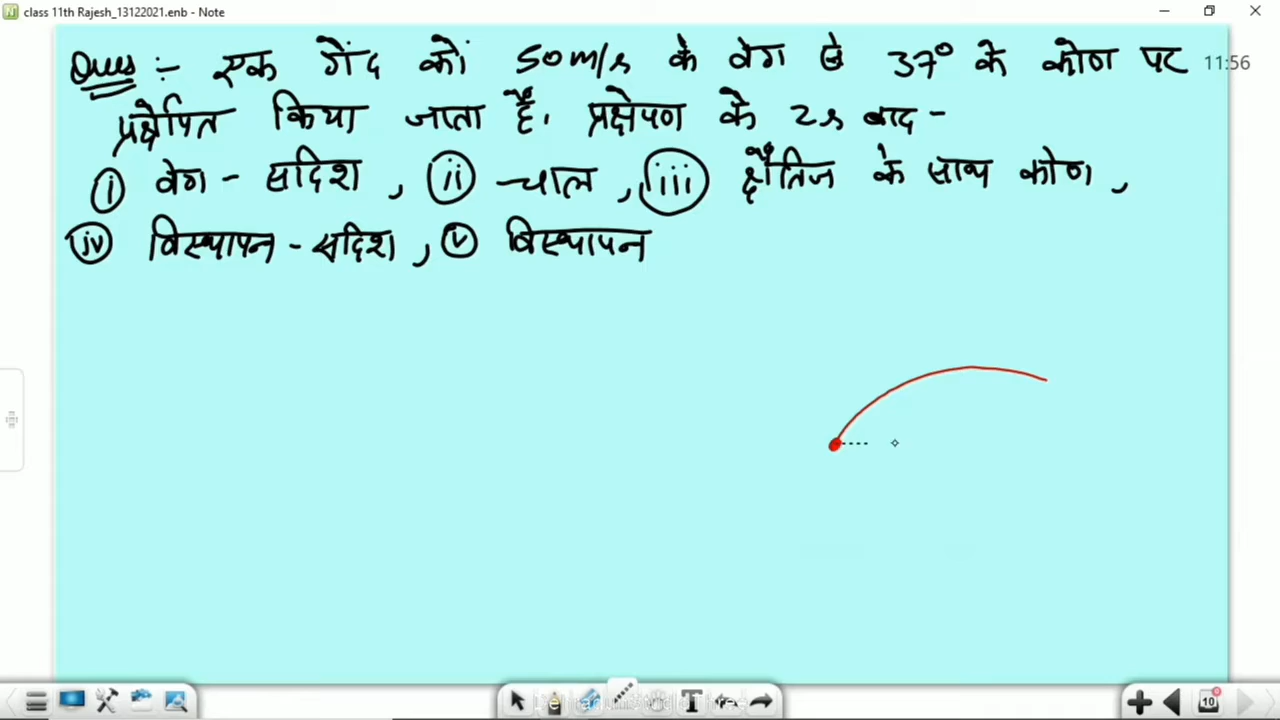 class 11th Rajesh_13122021.enb - Note
Ques :- एक गेंद को 50m/s के वेग से 37° के कोण पर
11:56
प्रक्षेपित किया जाता है। प्रक्षेपण के 2s बाद -
(i) वेग - सदिश, (ii) चाल, (iii) क्षैतिज के साथ कोण,
(iv) विस्थापन - सदिश, (v) विस्थापन
T
10